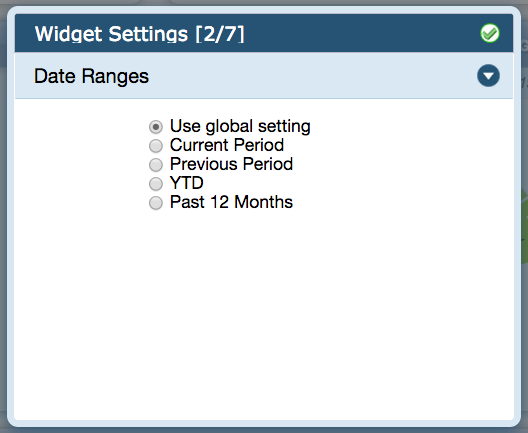 Widget Settings [2/7]
Date Ranges
Use global setting
Current Period
Previous Period
YTD
Past 12 Months